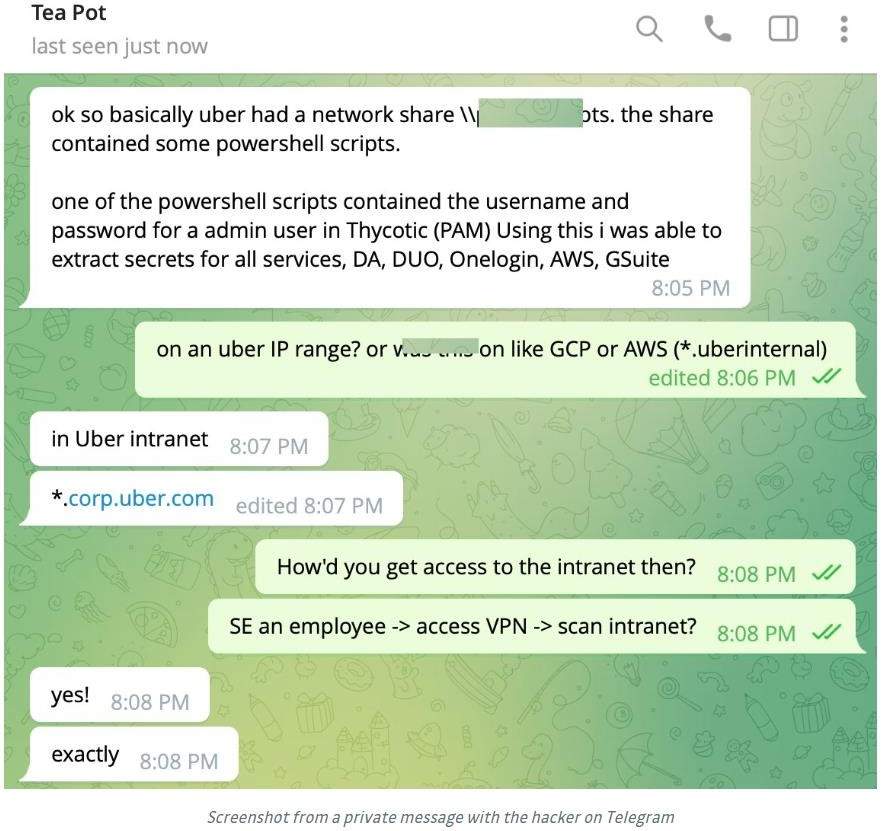 Tea Pot
last seen just now
ok so basically uber had a network share \\ pts. the share
contained some powershell scripts.
one of the powershell scripts contained the username and
password for a admin user in Thycotic (PAM) Using this i was able to
extract secrets for all services, DA, DUO, Onelogin, AWS, GSuite
8:05 PM
on an uber IP range? or was this on like GCP or AWS (*.uberinternal)
edited 8:06 PM
in Uber intranet 8:07 PM
*.corp.uber.com edited 8:07 PM
How'd you get access to the intranet then? 8:08 PM
SE an employee -> access VPN -> scan intranet? 8:08 PM
yes! 8:08 PM
exactly 8:08 PM
Screenshot from a private message with the hacker on Telegram